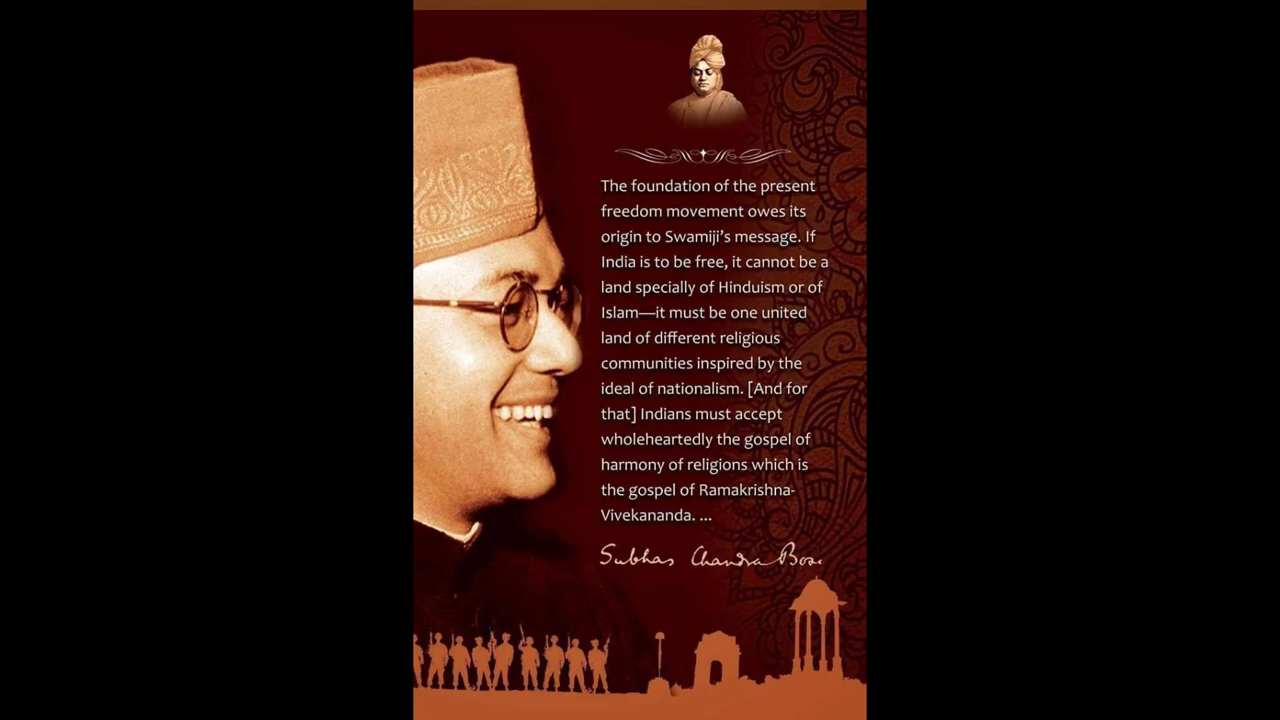 The foundation of the present
freedom movement owes its
origin to Swamiji’s message. If
India is to be free, it cannot be a
land specially of Hinduism or of
Islam—it must be one united
land of different religious
communities inspired by the
ideal of nationalism. [And for
that] Indians must accept
wholeheartedly the gospel of
harmony of religions which is
the gospel of Ramakrishna-
Vivekananda. ...
Subhas Chandra Bose